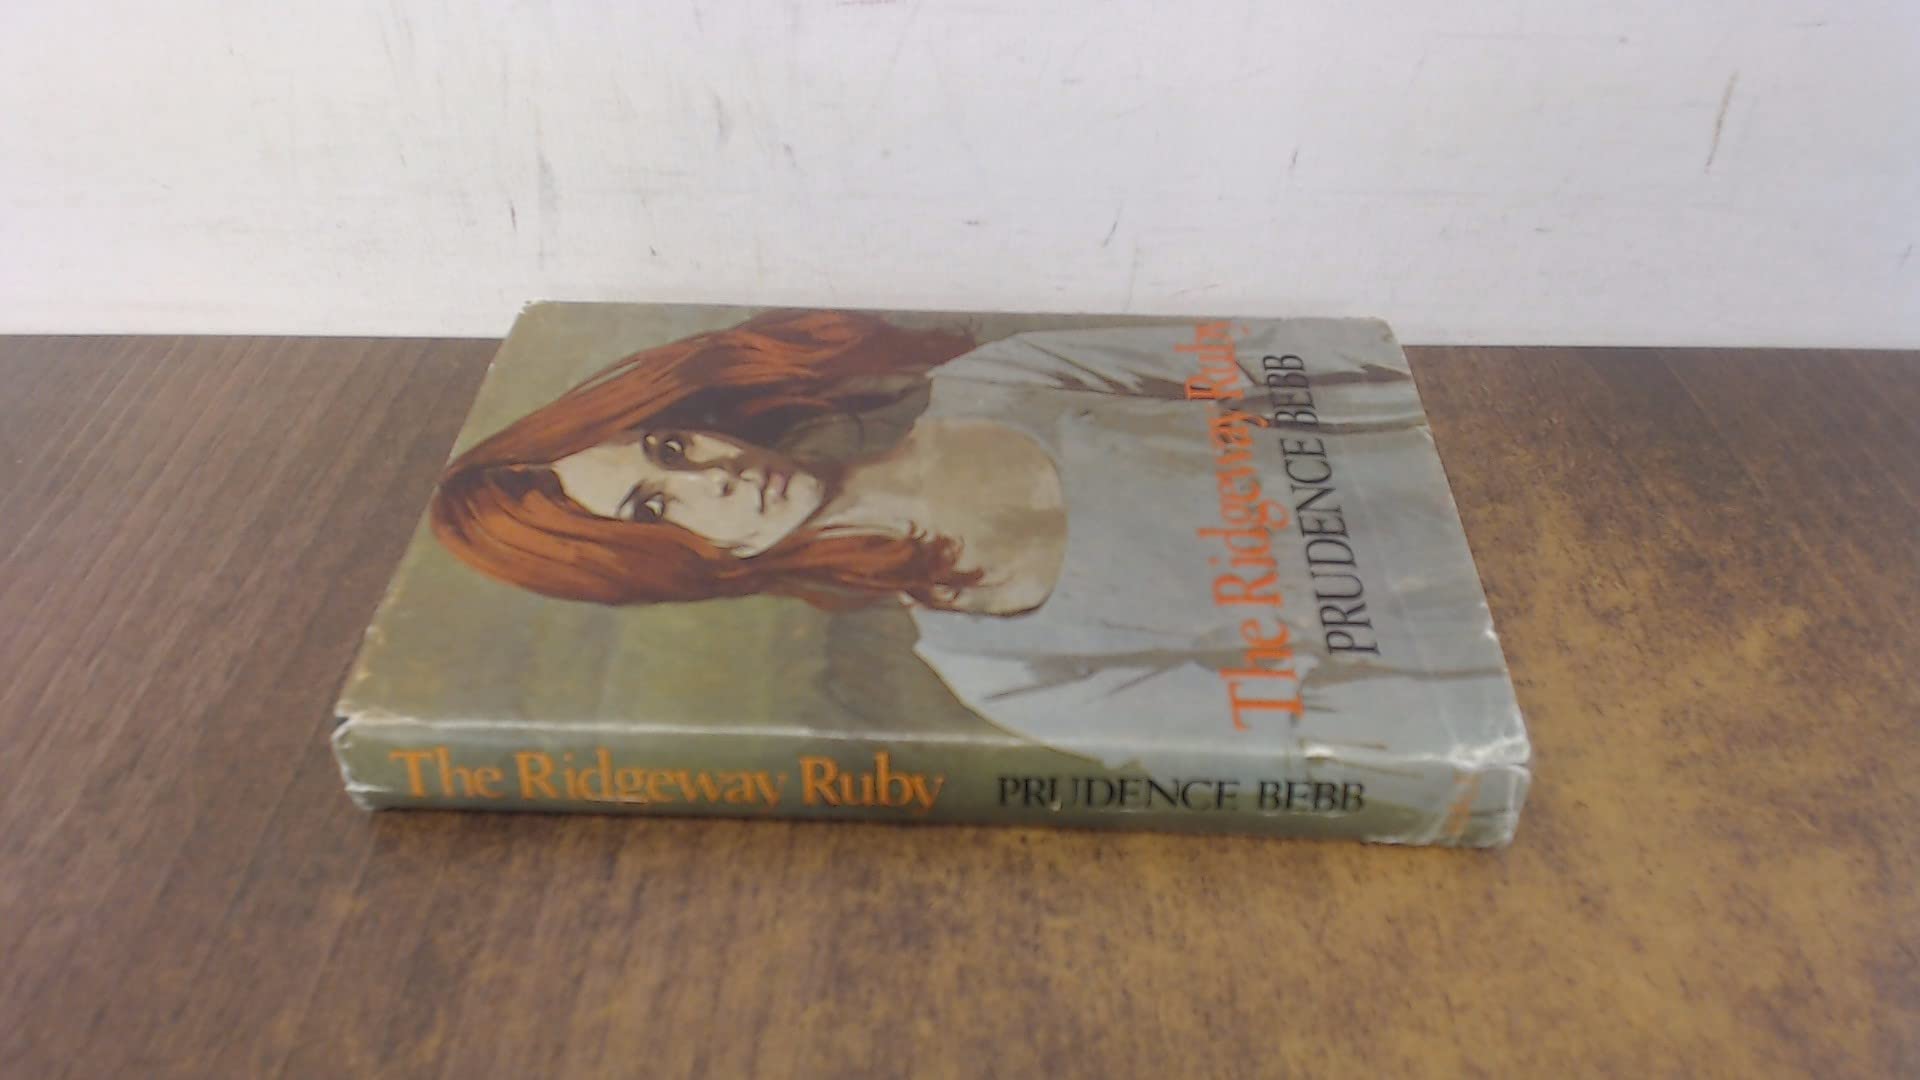 The Ridgeway Ruby
PRUDENCE BEBB
The Ridgeway Ruby PRUDENCE BEBB